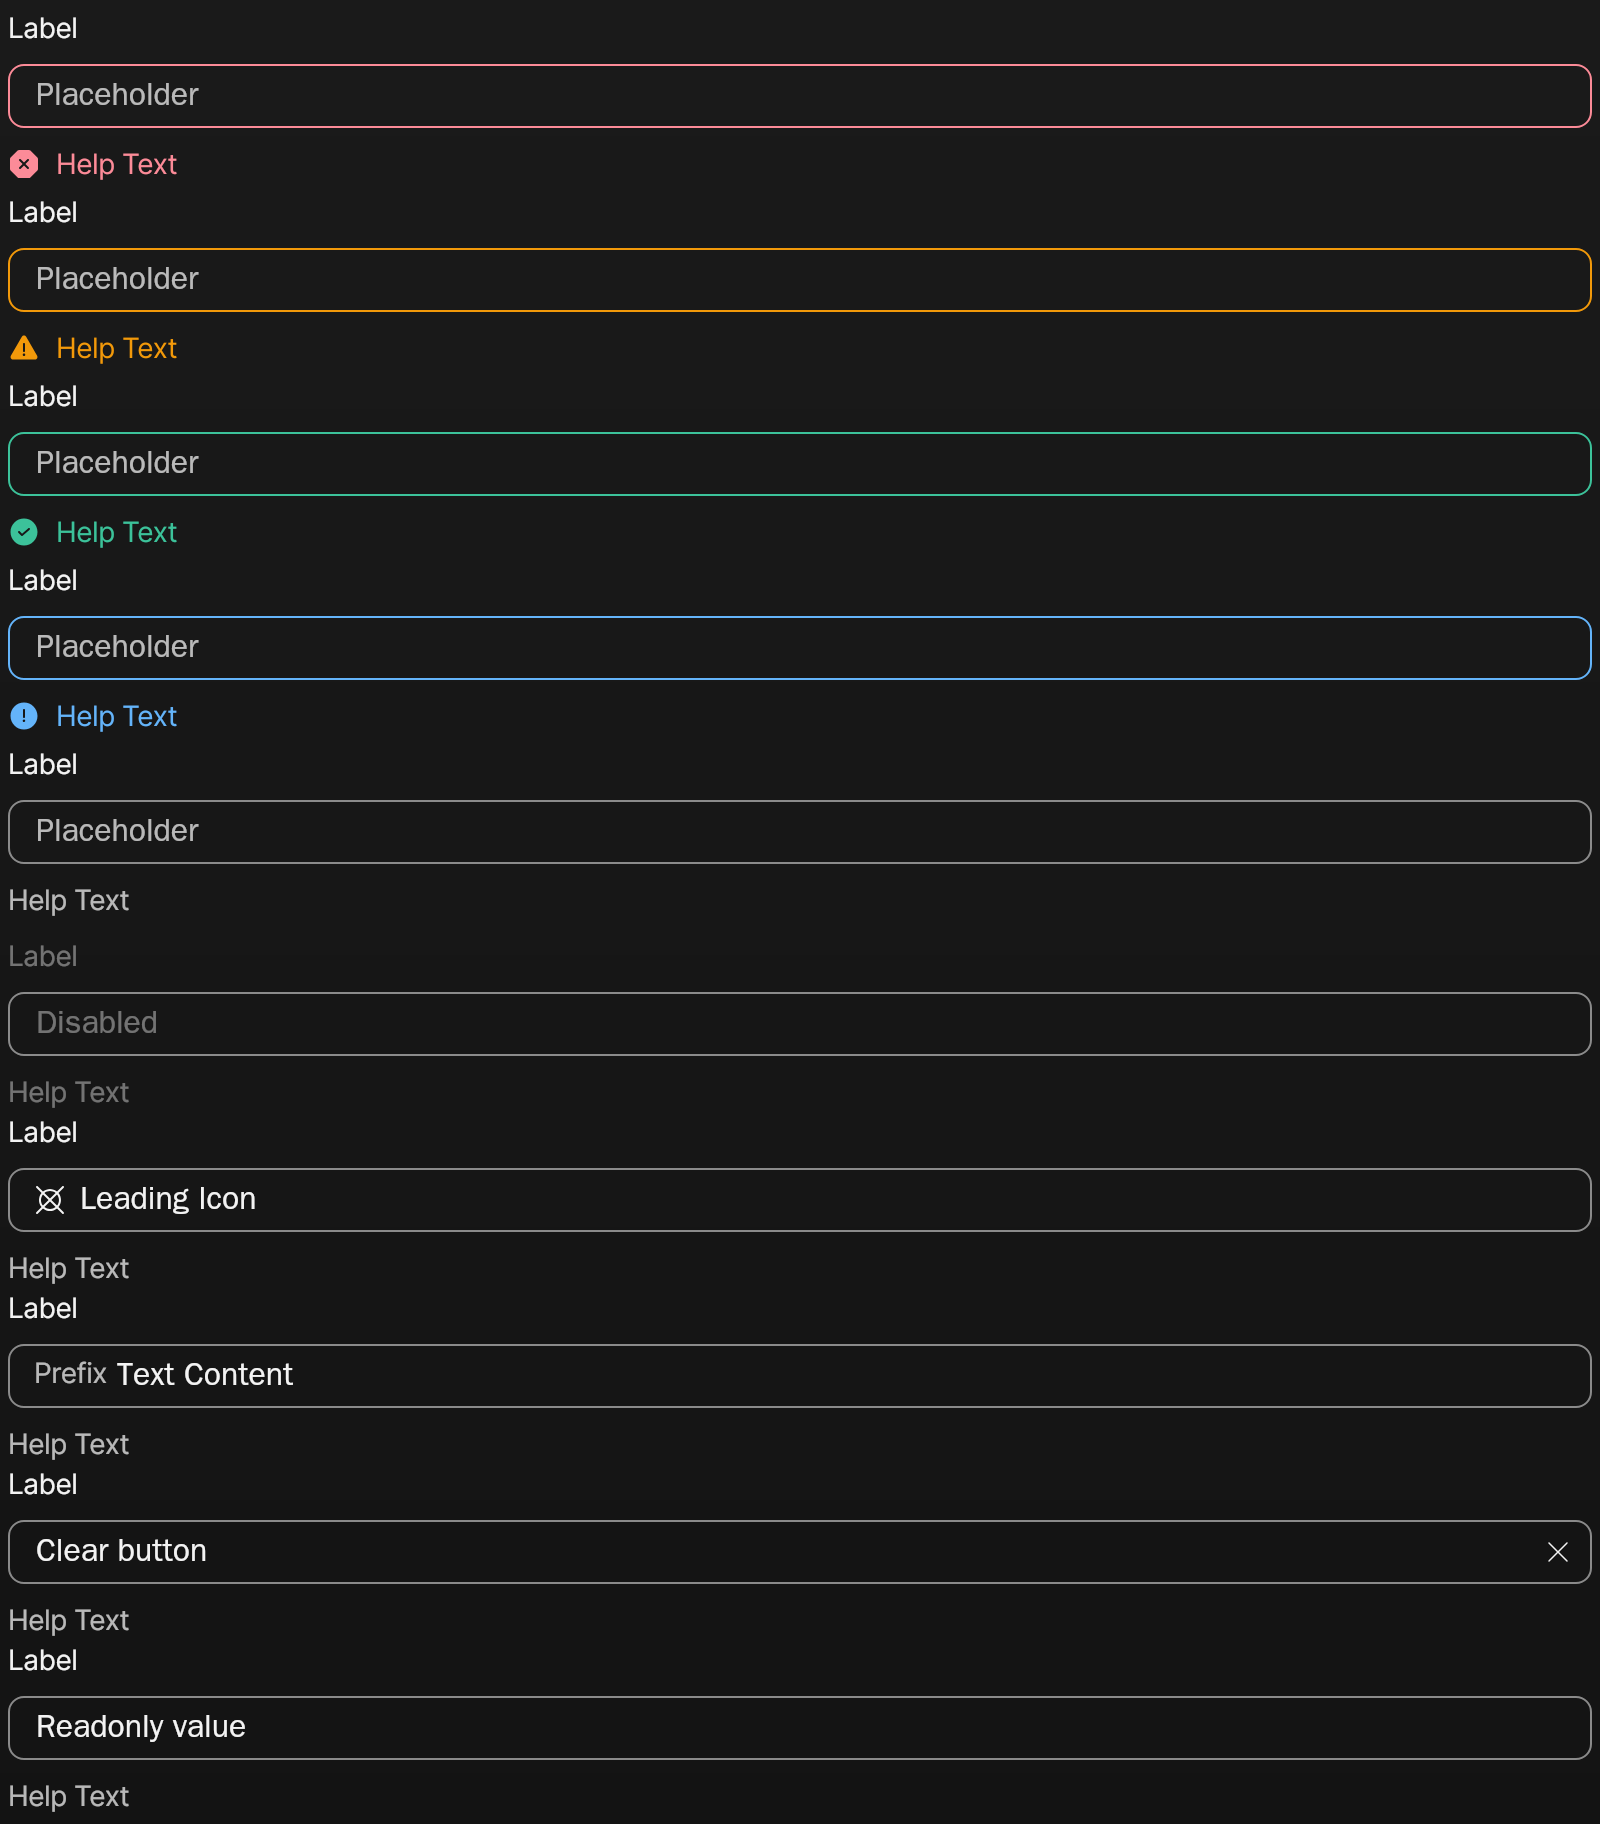 Label
Placeholder
Help Text
Label
Placeholder
Help Text
Label
Placeholder
Help Text
Label
Placeholder
Help Text
Label
Placeholder
Help Text
Label
Disabled
Help Text
Label
Leading Icon
Help Text
Label
Prefix Text Content
Help Text
Label
Clear button
Help Text
Label
Readonly value
Help Text